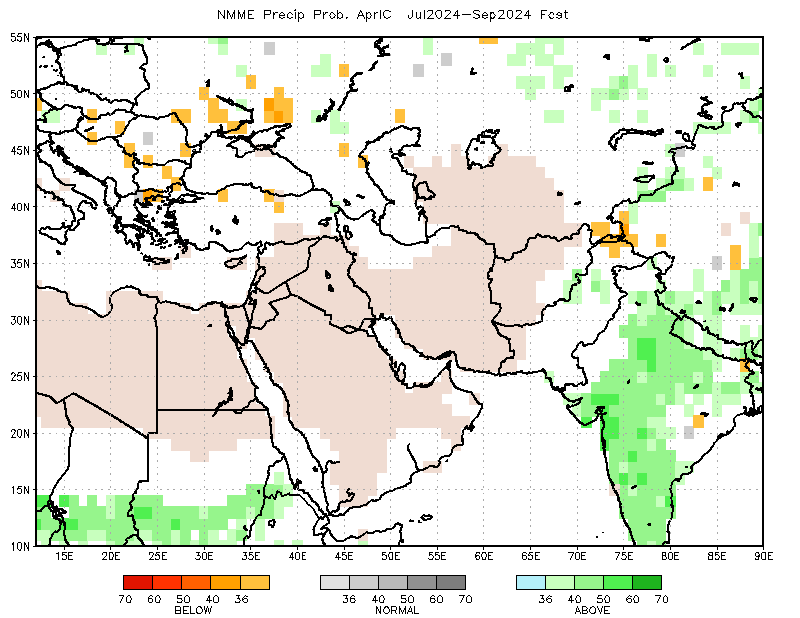 NMME Precip Prob. AprIC Jul2024-Sep2024 Fcst
55N
50N
45N
40N
35N
30N
25N
20N
15N
10N
15E 20E 25E 30E 35E 40E 45E 50E 55E 60E 65E 70E 75E 80E 85E 90E
70 60 50 40 36 36 40 50 60 70 36 40 50 60 70
BELOW NORMAL ABOVE